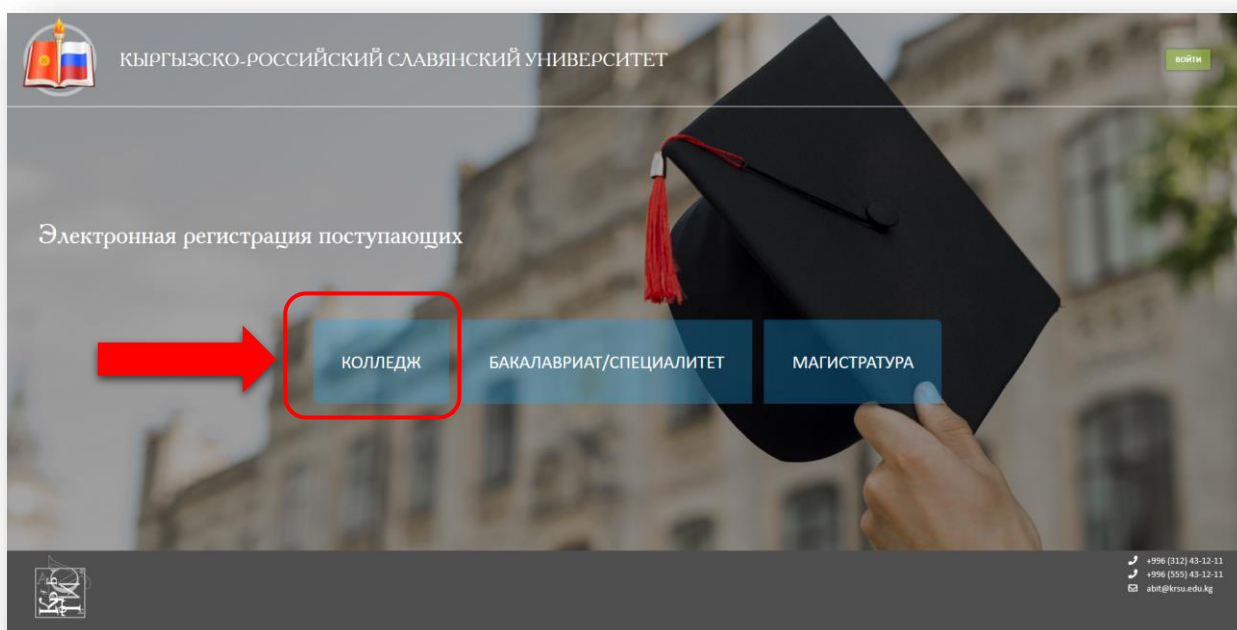 КЫРГЫЗСКО-РОССИЙСКИЙ СЛАВЯНСКИЙ УНИВЕРСИТЕТ
ВОЙТИ
Электронная регистрация поступающих
КОЛЛЕДЖ
БАКАЛАВРИАТ/СПЕЦИАЛИТЕТ
МАГИСТРАТУРА
+996 (312) 43-12-11
+996 (555) 43-12-11
abit@krsu.edu.kg